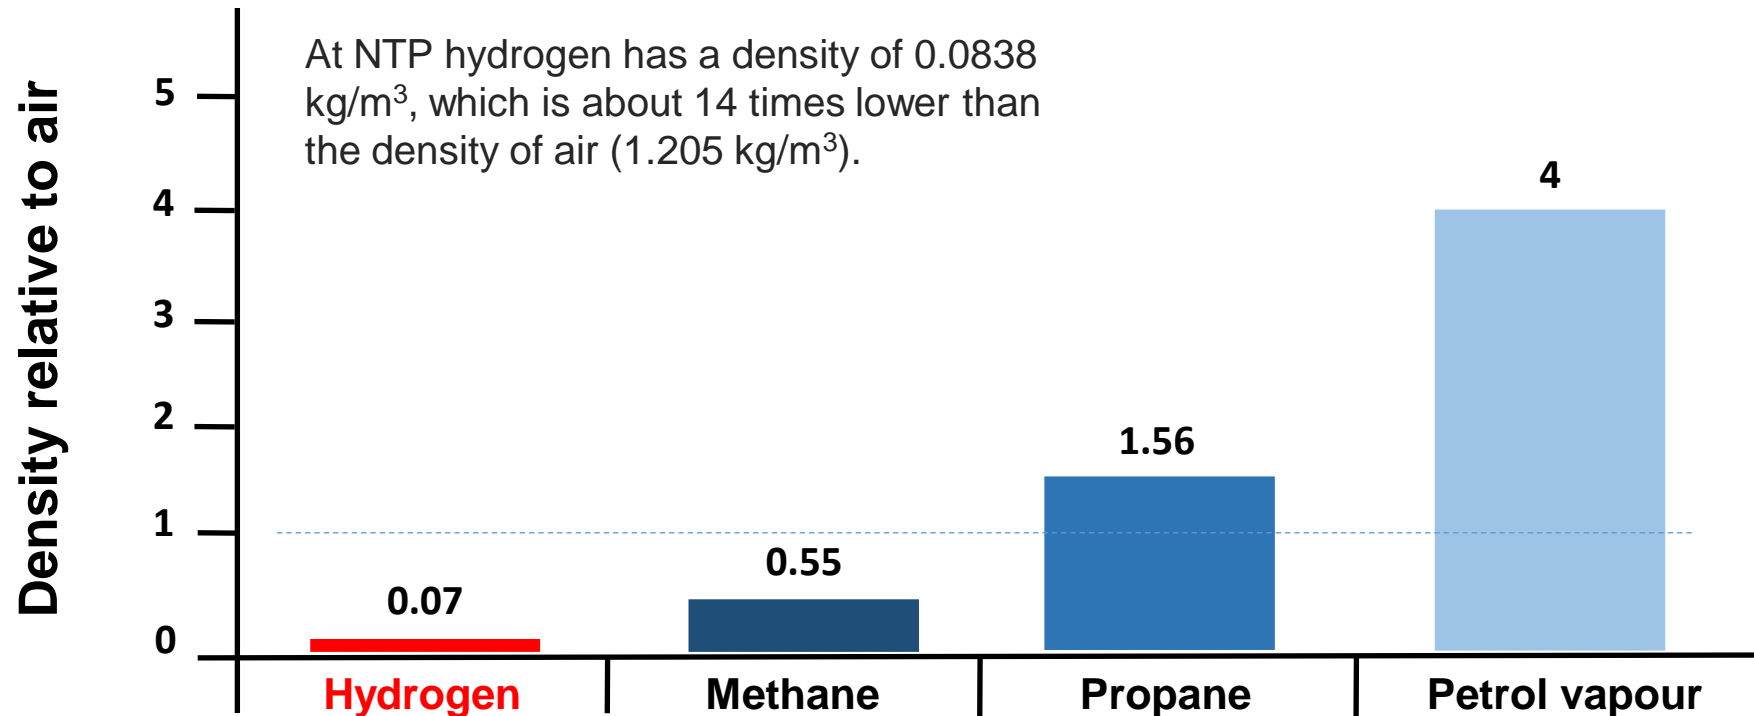 Density relative to air
At NTP hydrogen has a density of 0.0838
kg/m³, which is about 14 times lower than
the density of air (1.205 kg/m³).
5
4
3
2
1
0
0.07
0.55
1.56
4
Hydrogen
Methane
Propane
Petrol vapour